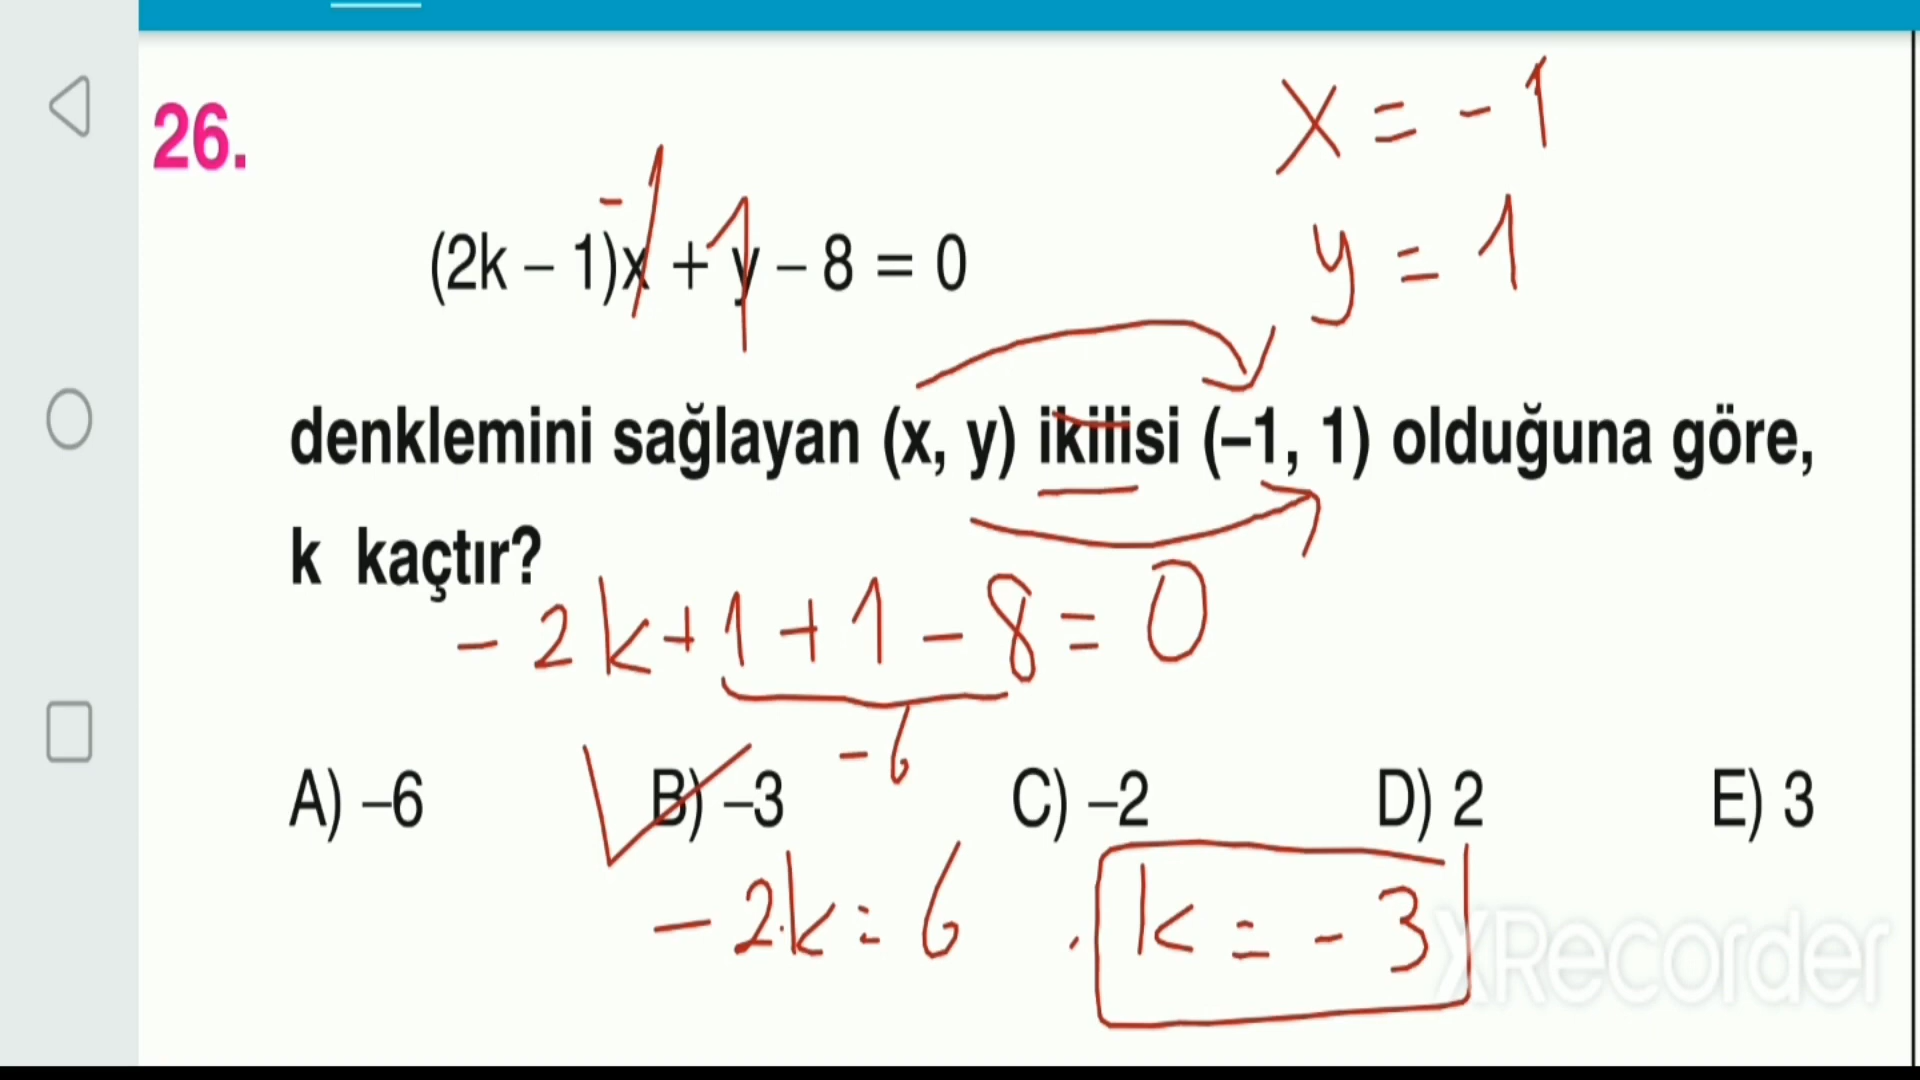 x = - 1
26.
-1 1
(2k – 1)x + y – 8 = 0
y = 1
denklemini sağlayan (x, y) ikilisi (–1, 1) olduğuna göre,
k kaçtır?
- 2k + 1 + 1 - 8 = 0
- 6
A) –6 B) –3 C) –2 D) 2 E) 3
- 2k = 6 k = - 3
XRecorder